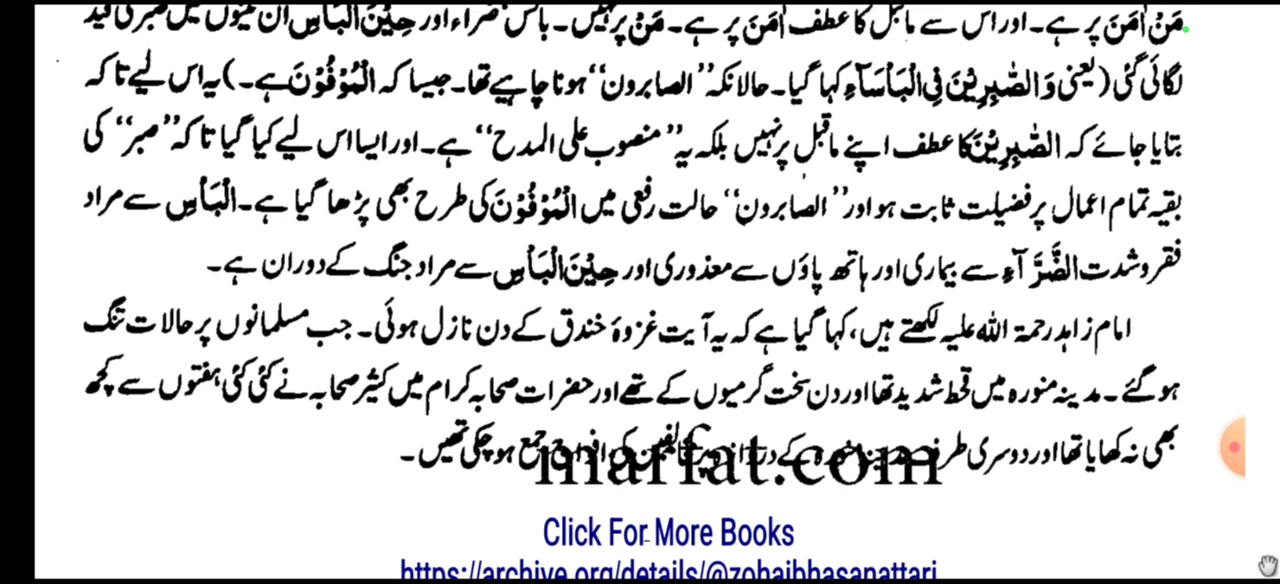 مَنْ اٰمَنَ پر ہے۔ اور اس سے ماقبل کا عطف اٰمَنَ پر ہے۔ مَنْ پر نہیں۔ باس ضراء اور حِیْنَ الْبَاْسِ ان تینوں میں صبر کی قید
لگائی گئی (یعنی وَالصّٰبِرِیْنَ فِی الْبَاْسَآءِ کہا گیا۔ حالانکہ ”الصابرون“ ہونا چاہیے تھا۔ جیسا کہ الْمُوْفُوْنَ ہے۔) یہ اس لیے تاکہ
بتایا جائے کہ الصّٰبِرِیْنَ کا عطف اپنے ماقبل پر نہیں بلکہ یہ ”منصوب علی المدح“ ہے۔ اور ایسا اس لیے کیا گیا تاکہ ”صبر“ کی
بقیہ تمام اعمال پر فضیلت ثابت ہو اور ”الصابرون“ حالت رفعی میں الْمُوْفُوْنَ کی طرح بھی پڑھا گیا ہے۔ الْبَاْسِ سے مراد
فقر و شدت الضَّرَّآءِ سے بیماری اور ہاتھ پاؤں سے معذوری اور حِیْنَ الْبَاْسِ سے مراد جنگ کے دوران ہے۔
امام زاہد رحمۃ اللہ علیہ لکھتے ہیں، کہا گیا ہے کہ یہ آیت غزوۂ خندق کے دن نازل ہوئی۔ جب مسلمانوں پر حالات تنگ
ہو گئے۔ مدینہ منورہ میں قحط شدید تھا اور دن سخت گرمیوں کے تھے اور حضرات صحابہ کرام میں کثیر صحابہ نے کئی کئی ہفتوں سے کچھ
بھی نہ کھایا تھا اور دوسری طرف مدینہ منورہ کے دروازہ پر مخالفین کی افواج جمع ہو چکی تھیں۔
marfat.com
Click For More Books
https://archive.org/details/@zohaibhasanattari